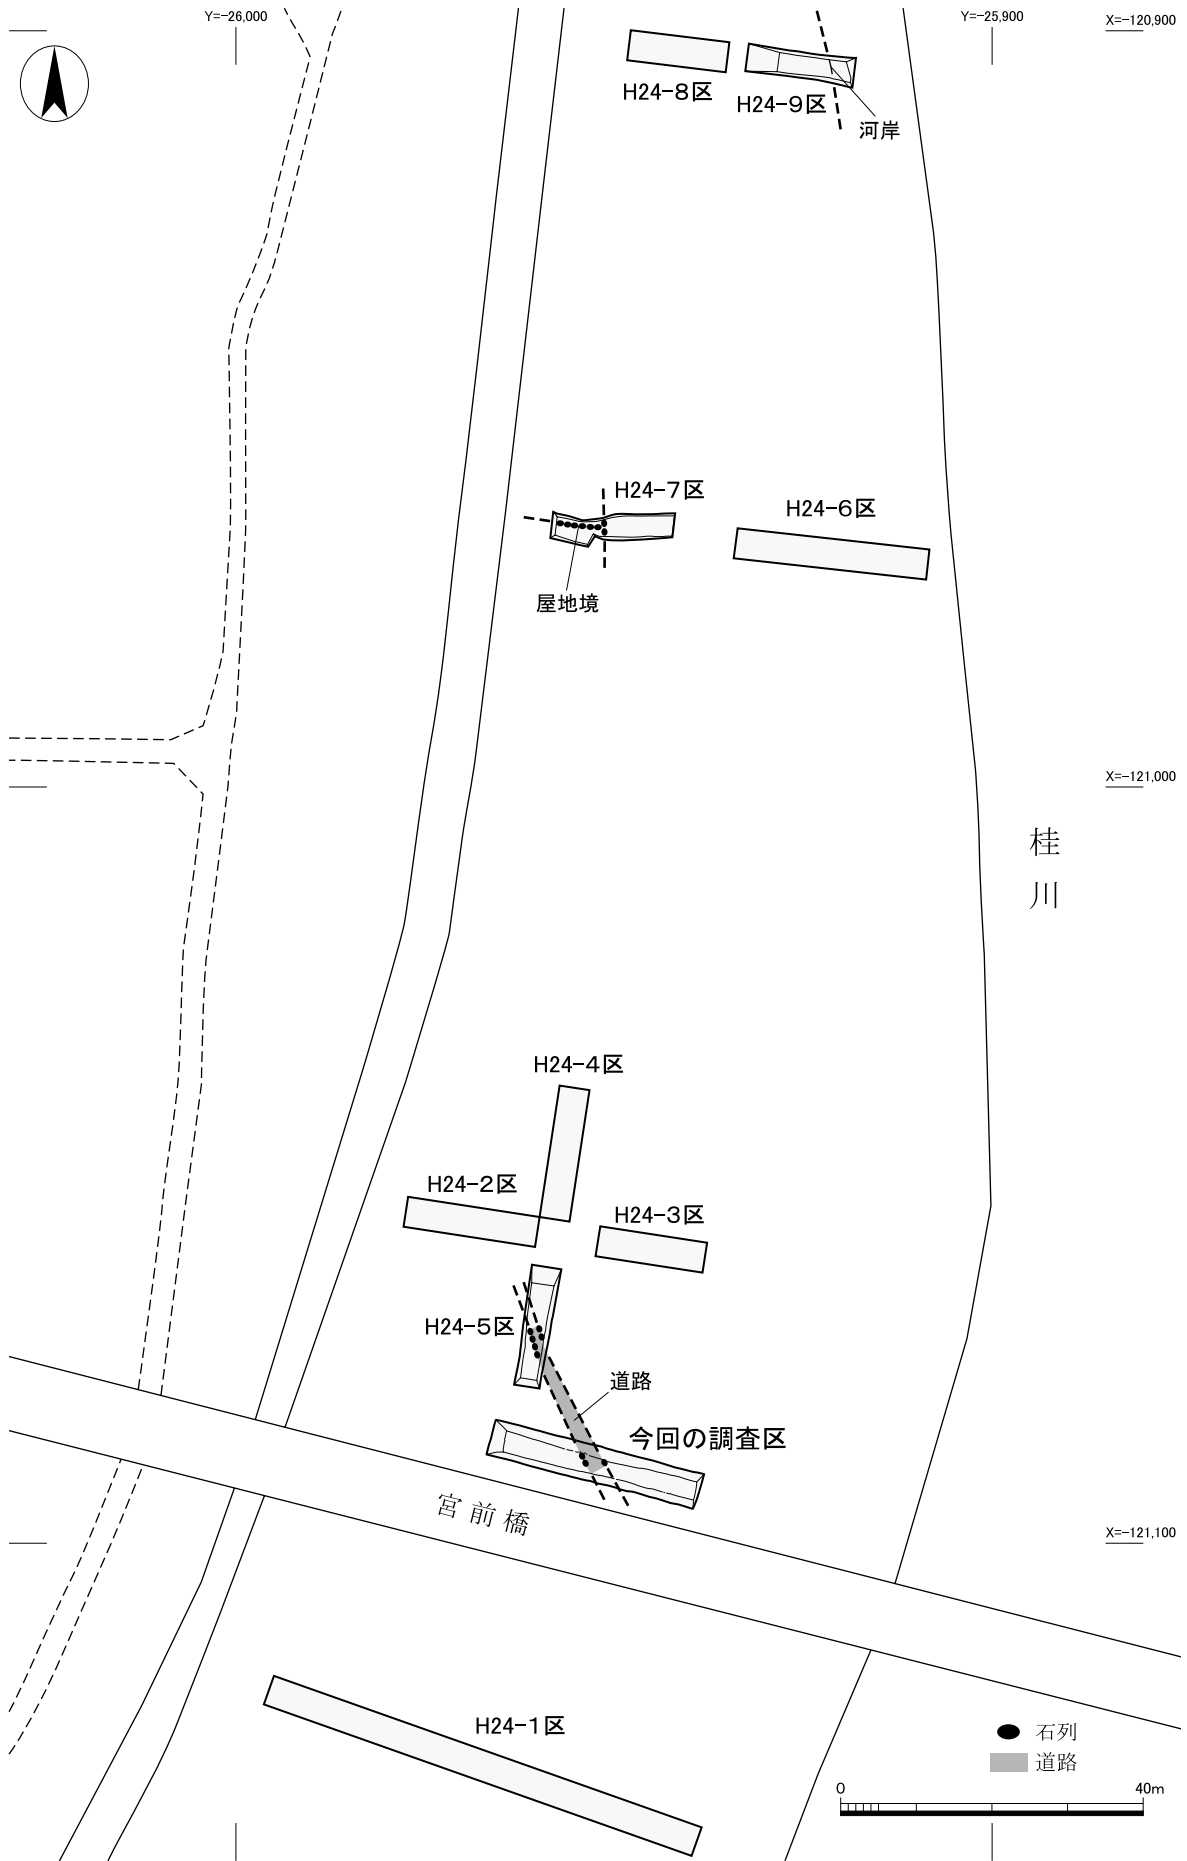 Y=-26,000
Y=-25,900
X=-120,900
H24-8区
H24-9区
河岸
H24-7区
H24-6区
屋地境
X=-121,000
桂川
H24-4区
H24-2区
H24-3区
H24-5区
道路
今回の調査区
宮前橋
X=-121,100
H24-1区
石列
道路
0 40m